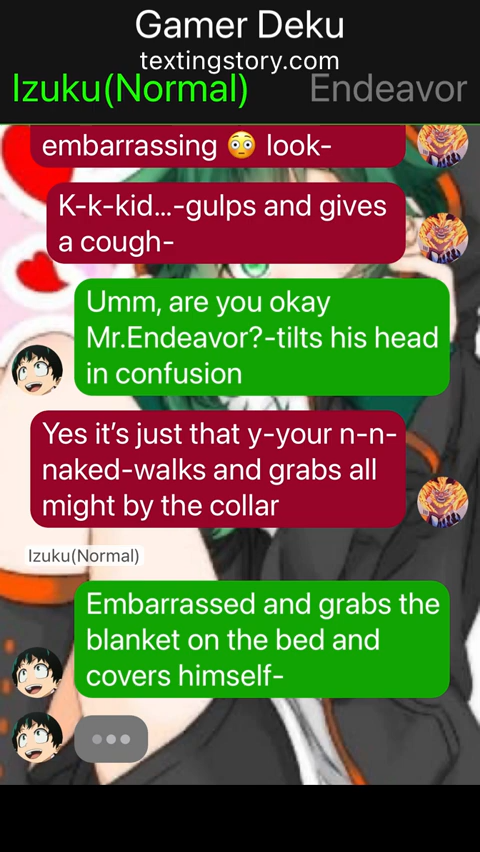 Gamer Deku
textingstory.com
Izuku(Normal) Endeavor
embarrassing 😳 look-
K-k-kid...-gulps and gives
a cough-
Umm, are you okay
Mr.Endeavor?-tilts his head
in confusion
Yes it's just that y-your n-n-
naked-walks and grabs all
might by the collar
Izuku(Normal)
Embarrassed and grabs the
blanket on the bed and
covers himself-